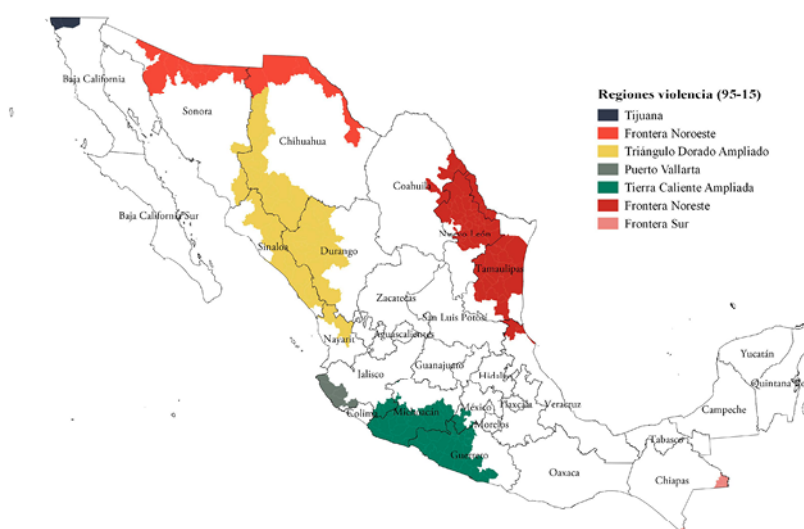 Baja California
Sonora
Chihuahua
Coahuila
Baja California Sur
Sinaloa
Durango
Nuevo León
Tamaulipas
Zacatecas
San Luis Potosí
Nayarit
Aguascalientes
Jalisco
Guanajuato
Hidalgo
Colima
Michoacán
México
Tlaxcala
Veracruz
Morelos
Guerrero
Oaxaca
Yucatán
Quintana
Campeche
Tabasco
Chiapas
Regiones violencia (95-15)
Tijuana
Frontera Noroeste
Triángulo Dorado Ampliado
Puerto Vallarta
Tierra Caliente Ampliada
Frontera Noreste
Frontera Sur